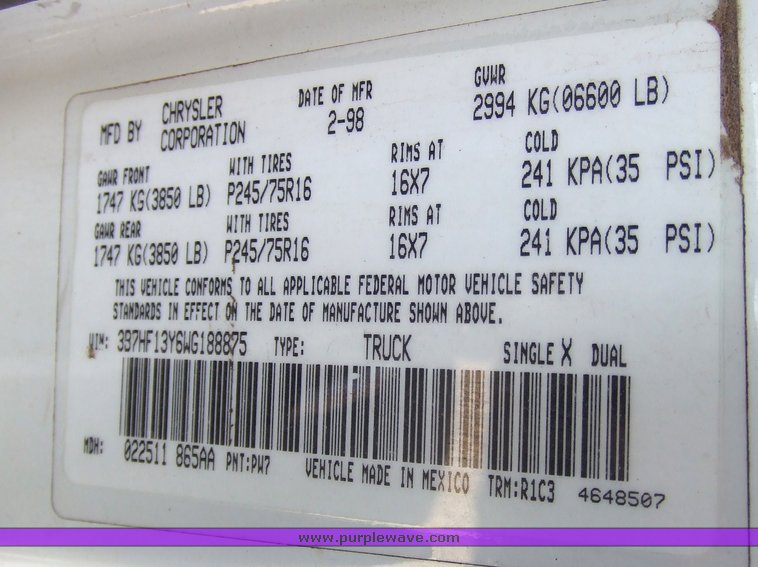 MFD BY CHRYSLER CORPORATION DATE OF MFR 2-98 GVWR 2994 KG(06600 LB)
GAWR FRONT WITH TIRES RIMS AT COLD
1747 KG(3850 LB) P245/75R16 16X7 241 KPA(35 PSI)
GAWR REAR WITH TIRES RIMS AT COLD
1747 KG(3850 LB) P245/75R16 16X7 241 KPA(35 PSI)
THIS VEHICLE CONFORMS TO ALL APPLICABLE FEDERAL MOTOR VEHICLE SAFETY
STANDARDS IN EFFECT ON THE DATE OF MANUFACTURE SHOWN ABOVE.
VIN: 3B7HF13Y6WG188875 TYPE: TRUCK SINGLE X DUAL
MDH: 022511 865AA PNT:PW7 VEHICLE MADE IN MEXICO TRM:R1C3 4648507
www.purplewave.com